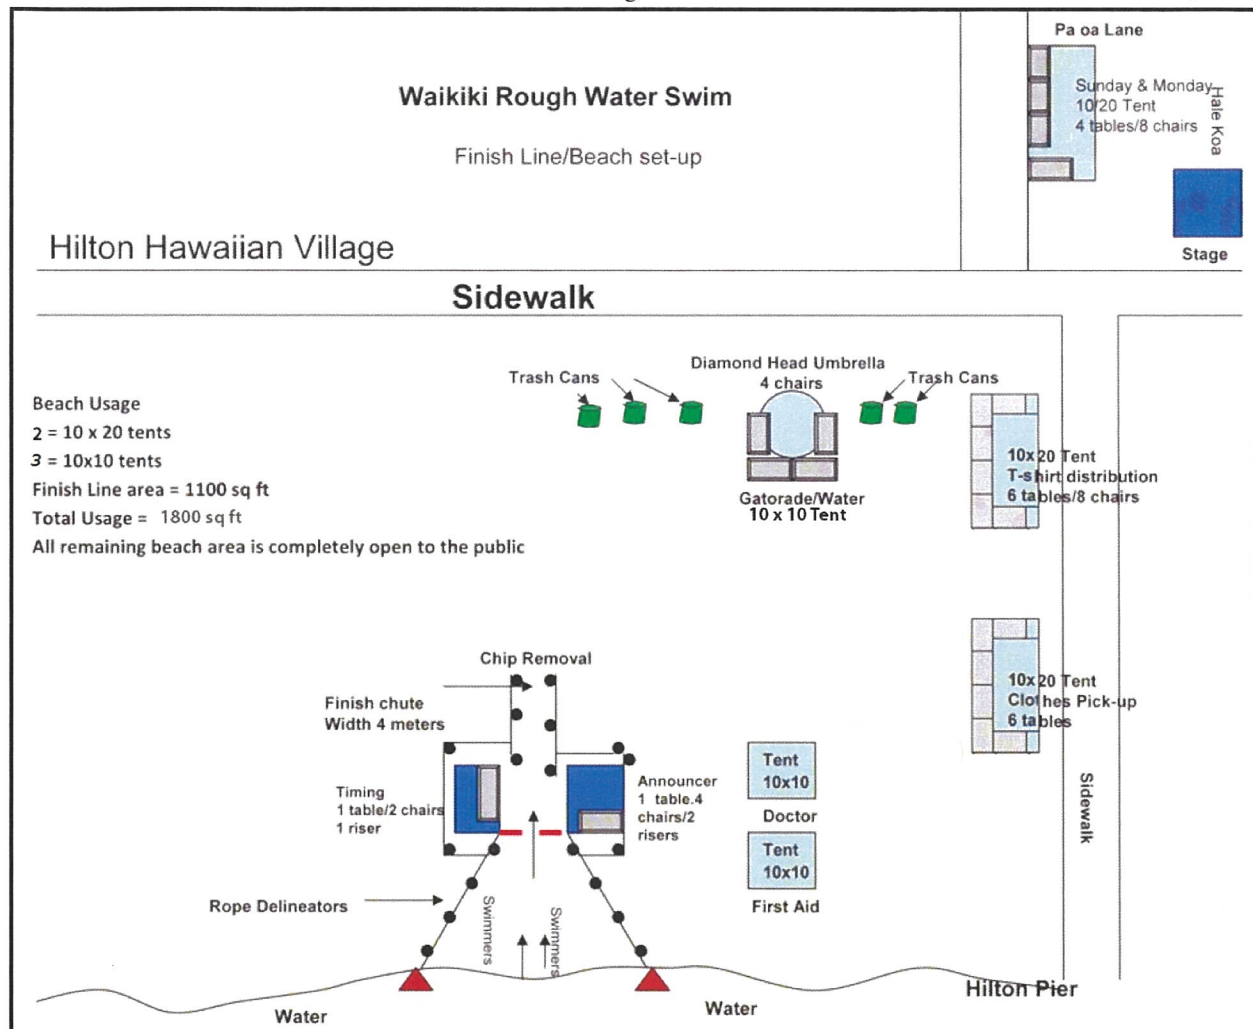 Pa oa Lane
Waikiki Rough Water Swim
Finish Line/Beach set-up
Sunday & Monday
10/20 Tent
4 tables/8 chairs
Hale Koa
Stage
Hilton Hawaiian Village
Sidewalk
Trash Cans
Diamond Head Umbrella
4 chairs
Trash Cans
Beach Usage
2 = 10 x 20 tents
3 = 10x10 tents
Finish Line area = 1100 sq ft
Total Usage = 1800 sq ft
All remaining beach area is completely open to the public
Gatorade/Water
10 x 10 Tent
10x20 Tent
T-shirt distribution
6 tables/8 chairs
Chip Removal
Finish chute
Width 4 meters
10x20 Tent
Clothes Pick-up
6 tables
Timing
1 table/2 chairs
1 riser
Announcer
1 table.4
chairs/2
risers
Tent
10x10
Doctor
Tent
10x10
First Aid
Sidewalk
Rope Delineators
Swimmers
Swimmers
Hilton Pier
Water
Water